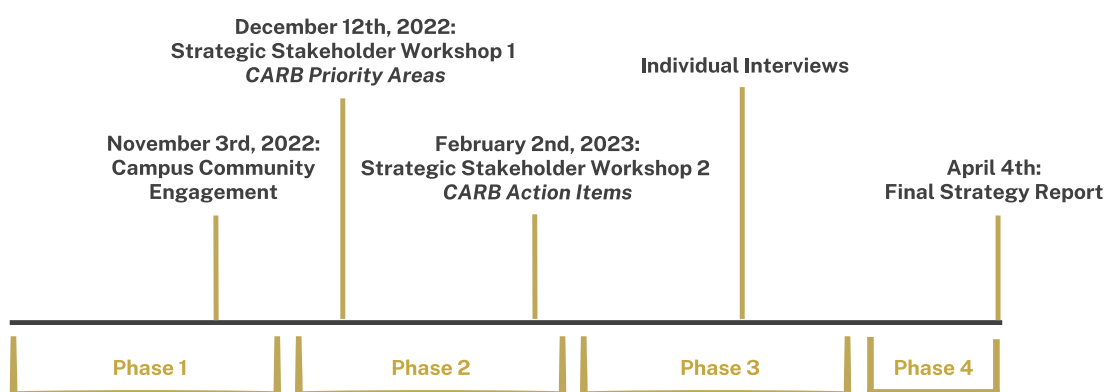 December 12th, 2022:
Strategic Stakeholder Workshop 1
CARB Priority Areas
Individual Interviews
November 3rd, 2022:
Campus Community
Engagement
February 2nd, 2023:
Strategic Stakeholder Workshop 2
CARB Action Items
April 4th:
Final Strategy Report
Phase 1
Phase 2
Phase 3
Phase 4